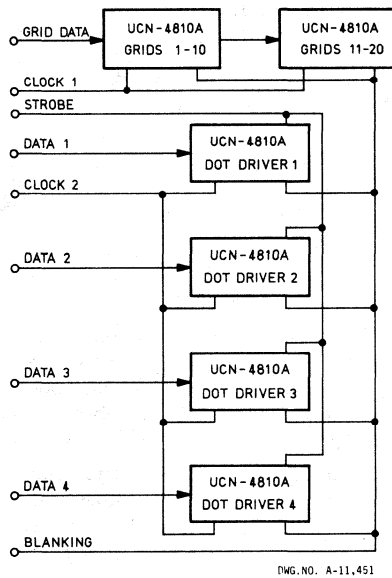 GRID DATA
UCN-4810A
GRIDS 1-10
UCN-4810A
GRIDS 11-20
CLOCK 1
STROBE
DATA 1
UCN-4810A
DOT DRIVER 1
CLOCK 2
DATA 2
UCN-4810A
DOT DRIVER 2
DATA 3
UCN-4810A
DOT DRIVER 3
DATA 4
UCN-4810A
DOT DRIVER 4
BLANKING
DWG.NO. A-11,451